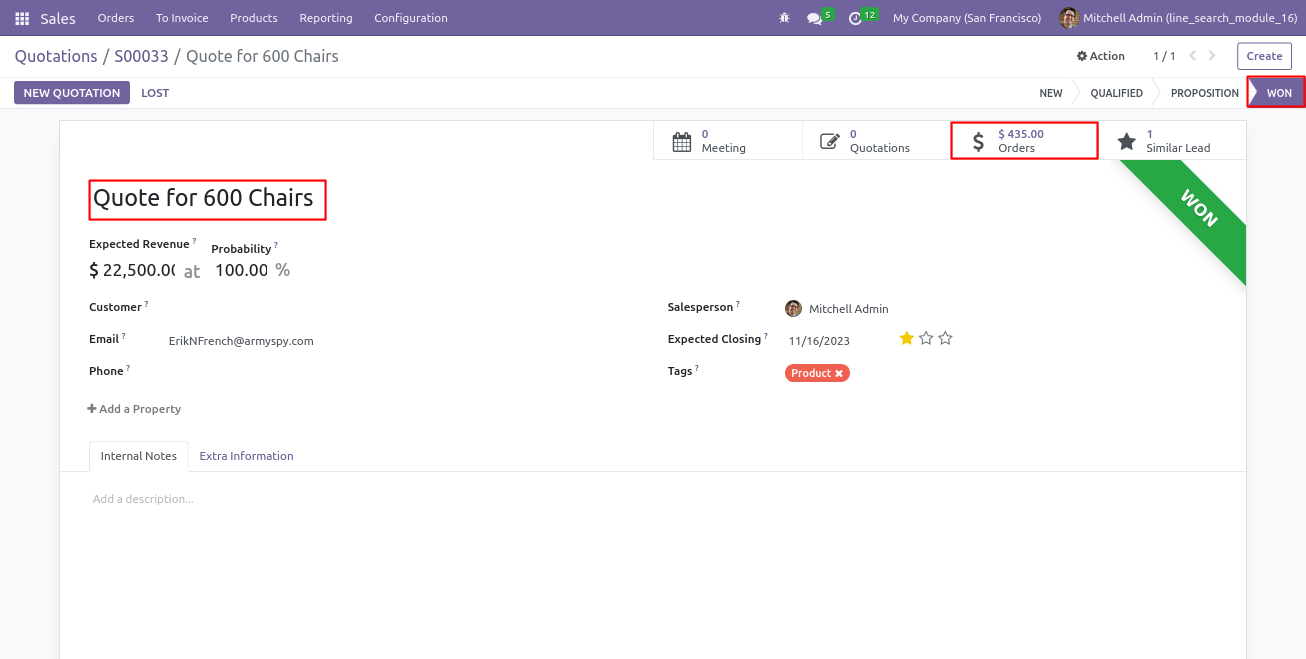 Sales Orders To Invoice Products Reporting Configuration 5 12 My Company (San Francisco) Mitchell Admin (line_search_module_16)
Quotations / S00033 / Quote for 600 Chairs Action 1 / 1 Create
NEW QUOTATION LOST NEW QUALIFIED PROPOSITION WON
0 0 $ 435.00 1
Meeting Quotations Orders Similar Lead
WON
Quote for 600 Chairs
Expected Revenue ? Probability ?
$ 22,500.00 at 100.00 %
Customer ? Salesperson ? Mitchell Admin
Email ? ErikNFrench@armyspy.com Expected Closing ? 11/16/2023
Phone ? Tags ? Product ×
+ Add a Property
Internal Notes Extra Information
Add a description...